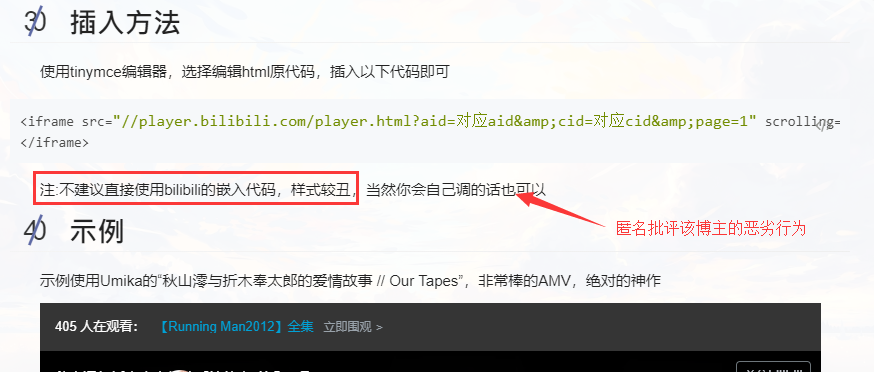 30 插入方法
使用tinymce编辑器，选择编辑html原代码，插入以下代码即可
<iframe src="//player.bilibili.com/player.html?aid=对应aid&amp;cid=对应cid&amp;page=1" scrolling=
</iframe>
注:不建议直接使用bilibili的嵌入代码，样式较丑，当然你会自己调的话也可以
匿名批评该博主的恶劣行为
40 示例
示例使用Umika的“秋山澪与折木奉太郎的爱情故事 // Our Tapes”，非常棒的AMV，绝对的神作
405 人在观看： 【Running Man2012】全集 立即围观 >